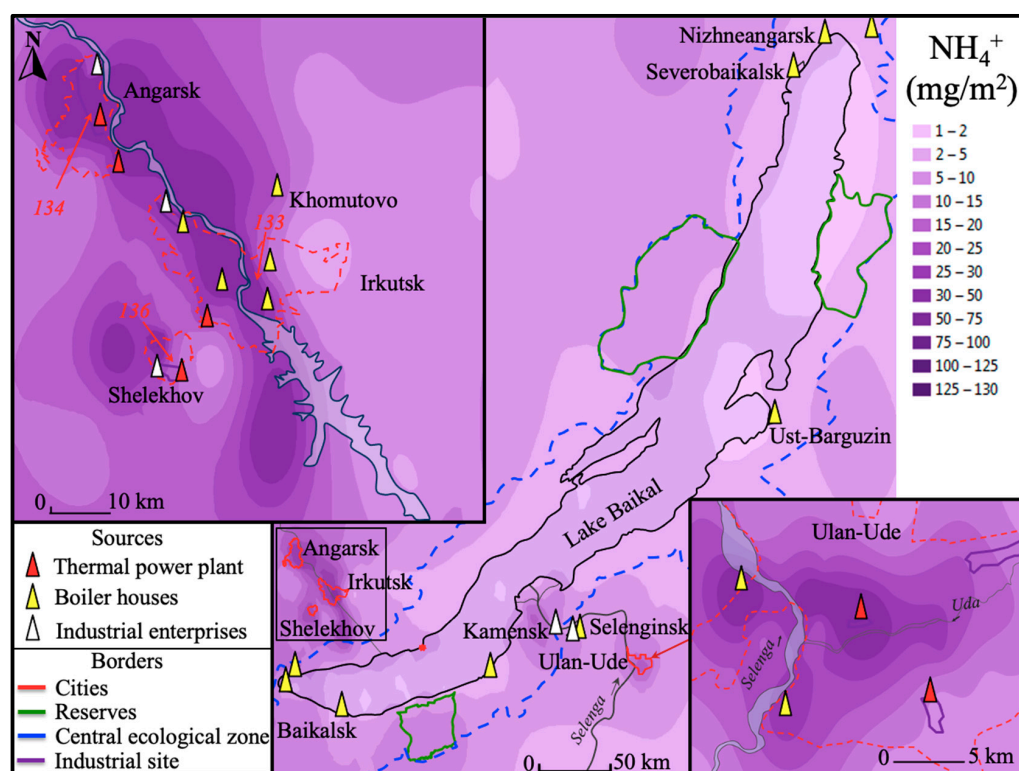 N
Angarsk
134
Khomutovo
133
Irkutsk
136
Shelekhov
0 10 km
Nizhneangarsk
Severobaikalsk
Ust-Barguzin
Lake Baikal
NH₄⁺
(mg/m²)
1 – 2
2 – 5
5 – 10
10 – 15
15 – 20
20 – 25
25 – 30
30 – 50
50 – 75
75 – 100
100 – 125
125 – 130
Sources
Thermal power plant
Boiler houses
Industrial enterprises
Borders
Cities
Reserves
Central ecological zone
Industrial site
Angarsk
Irkutsk
Shelekhov
Kamensk
Selenginsk
Ulan-Ude
Baikalsk
Selenga
0 50 km
Ulan-Ude
Uda
Selenga
0 5 km